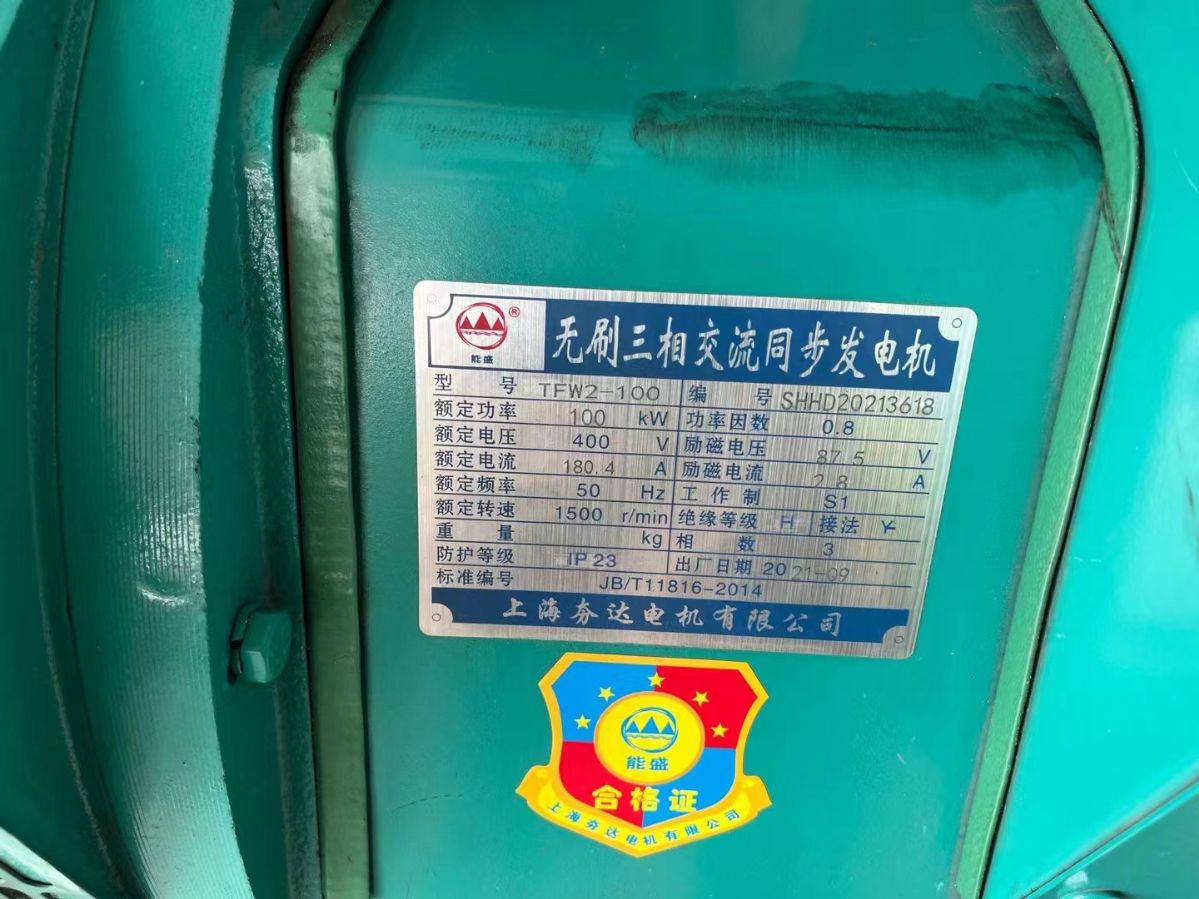 能盛
®
无刷三相交流同步发电机
型号 TFW2-100 编号 SHHD20213618
额定功率 100 kW 功率因数 0.8
额定电压 400 V 励磁电压 87.5 V
额定电流 180.4 A 励磁电流 2.8 A
额定频率 50 Hz 工作制 S1
额定转速 1500 r/min 绝缘等级 H 接法 Y
重量 kg 相数 3
防护等级 IP23 出厂日期 2021-09
标准编号 JB/T11816-2014
上海夯达电机有限公司
能盛
合格证
上海夯达电机有限公司